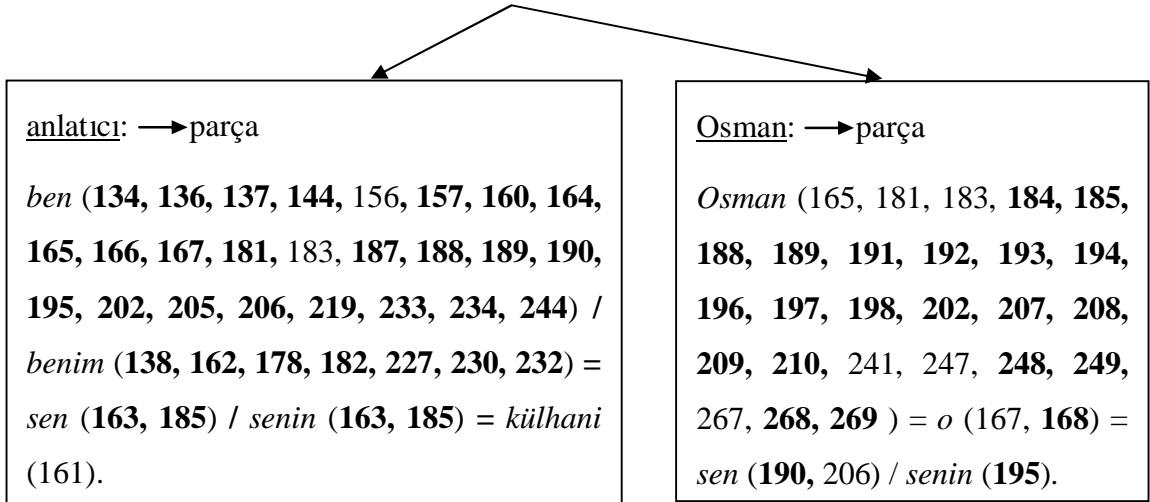 anlatıcı: →parça
ben (134, 136, 137, 144, 156, 157, 160, 164,
165, 166, 167, 181, 183, 187, 188, 189, 190,
195, 202, 205, 206, 219, 233, 234, 244) /
benim (138, 162, 178, 182, 227, 230, 232) =
sen (163, 185) / senin (163, 185) = külhani
(161).
Osman: →parça
Osman (165, 181, 183, 184, 185,
188, 189, 191, 192, 193, 194,
196, 197, 198, 202, 207, 208,
209, 210, 241, 247, 248, 249,
267, 268, 269 ) = o (167, 168) =
sen (190, 206) / senin (195).